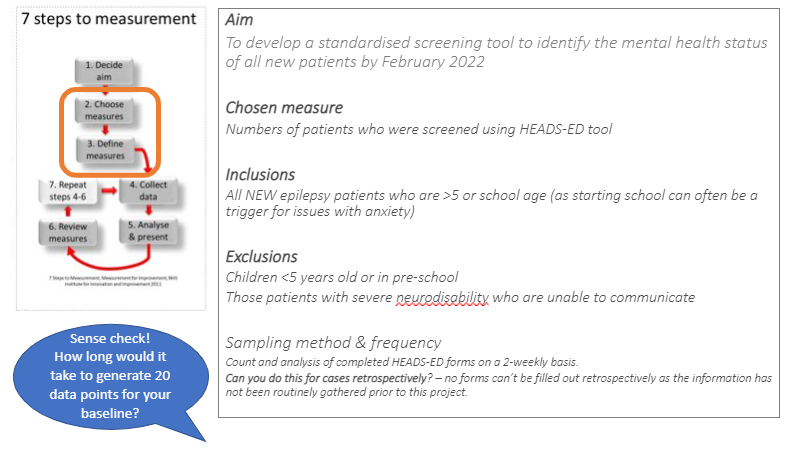 7 steps to measurement
1. Decide
aim
2. Choose
measures
3. Define
measures
7. Repeat
steps 4-6
4. Collect
data
6. Review
measures
5. Analyse
& present
7 Steps to Measurement, Measurement for Improvement, NHS
Institute for Innovation and Improvement 2011
Sense check!
How long would it
take to generate 20
data points for your
baseline?
Aim
To develop a standardised screening tool to identify the mental health status
of all new patients by February 2022
Chosen measure
Numbers of patients who were screened using HEADS-ED tool
Inclusions
All NEW epilepsy patients who are >5 or school age (as starting school can often be a
trigger for issues with anxiety)
Exclusions
Children <5 years old or in pre-school
Those patients with severe neurodisability who are unable to communicate
Sampling method & frequency
Count and analysis of completed HEADS-ED forms on a 2-weekly basis.
Can you do this for cases retrospectively? – no forms can't be filled out retrospectively as the information has
not been routinely gathered prior to this project.